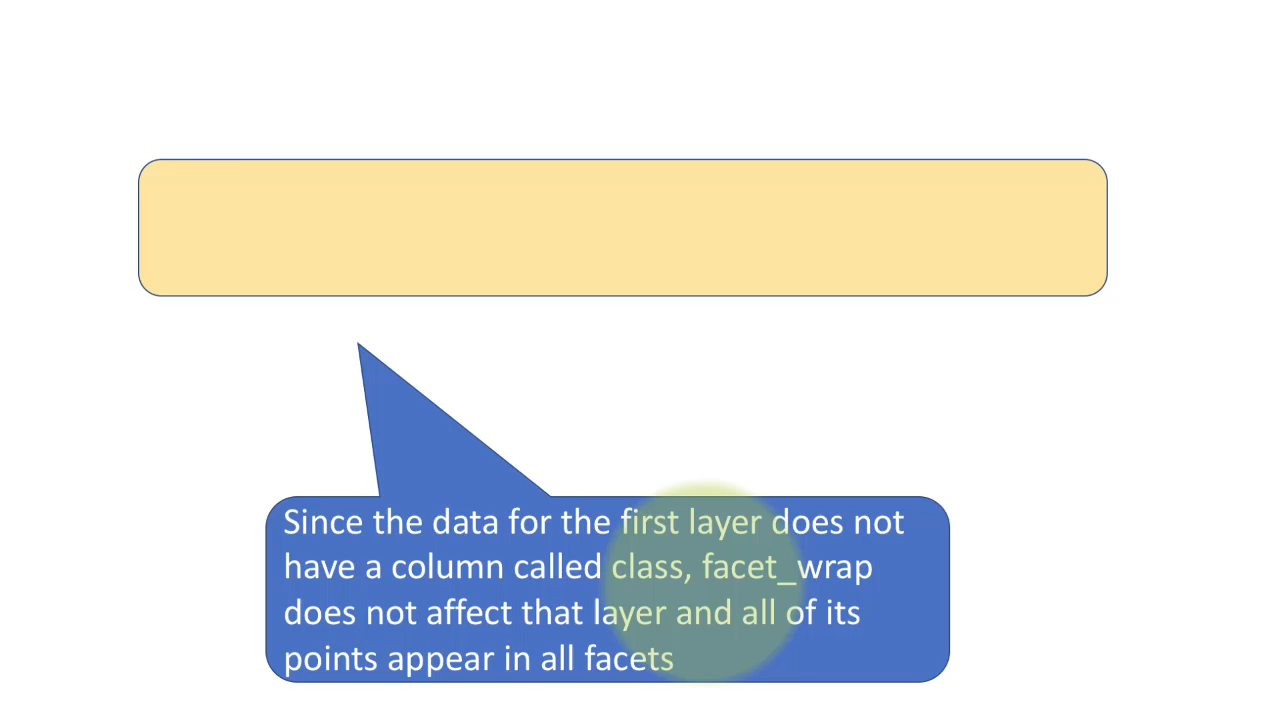 Since the data for the first layer does not
have a column called class, facet_wrap
does not affect that layer and all of its
points appear in all facets